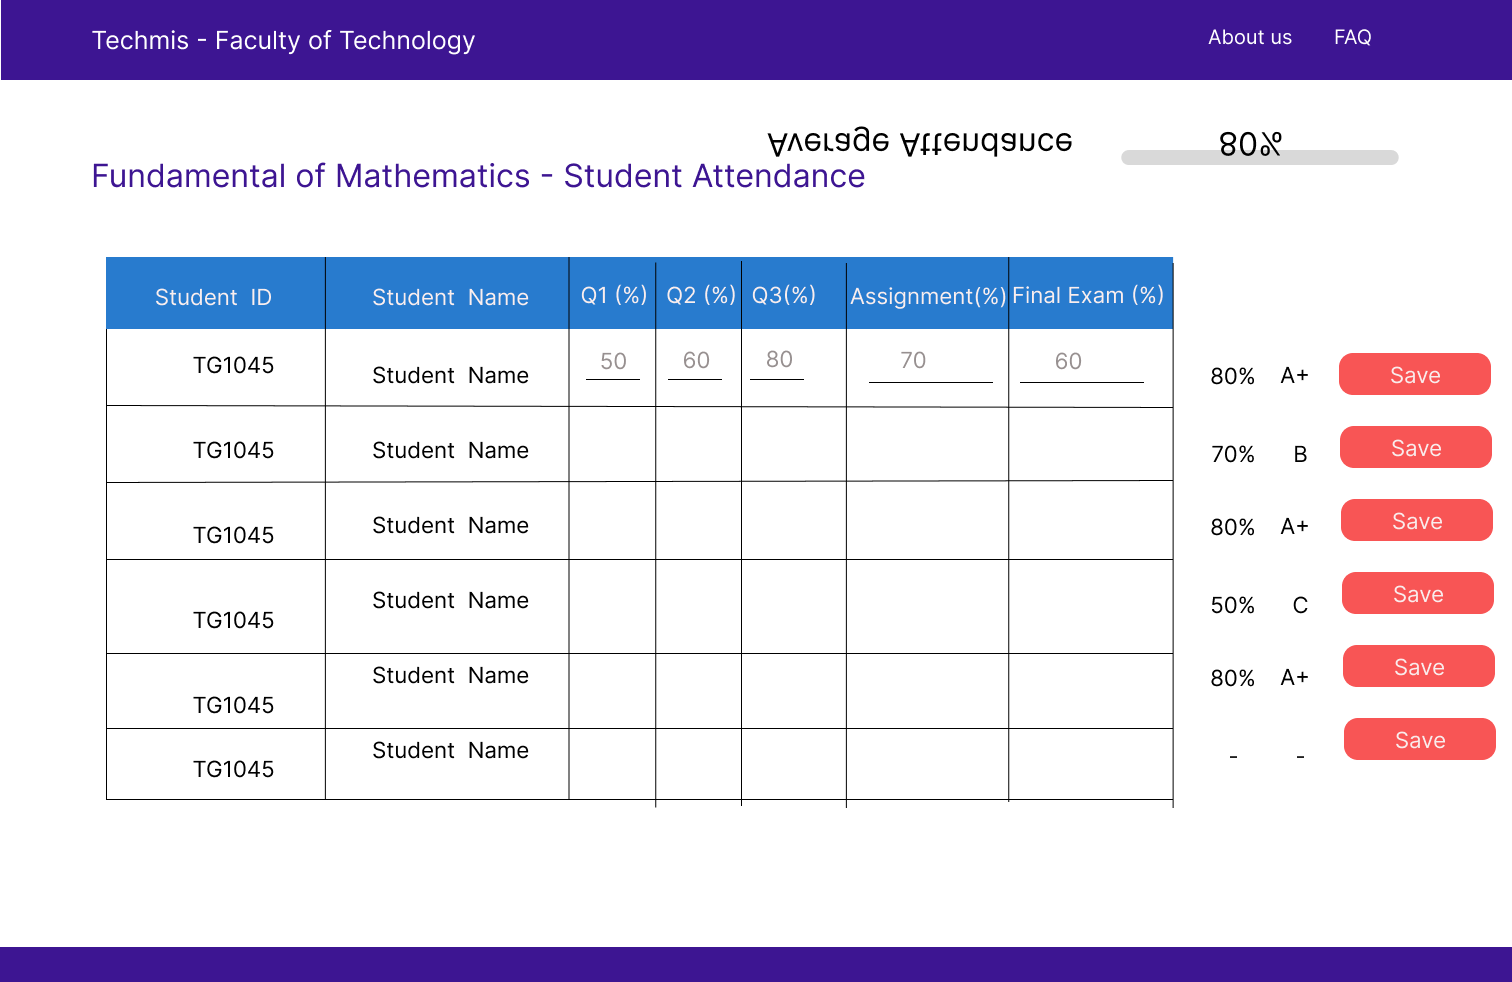 Techmis - Faculty of Technology About us FAQ
Average Attendance 80%
Fundamental of Mathematics - Student Attendance
Student ID Student Name Q1 (%) Q2 (%) Q3(%) Assignment(%) Final Exam (%)
TG1045 Student Name 50 60 80 70 60 80% A+ Save
TG1045 Student Name 70% B Save
TG1045 Student Name 80% A+ Save
TG1045 Student Name 50% C Save
TG1045 Student Name 80% A+ Save
TG1045 Student Name - - Save